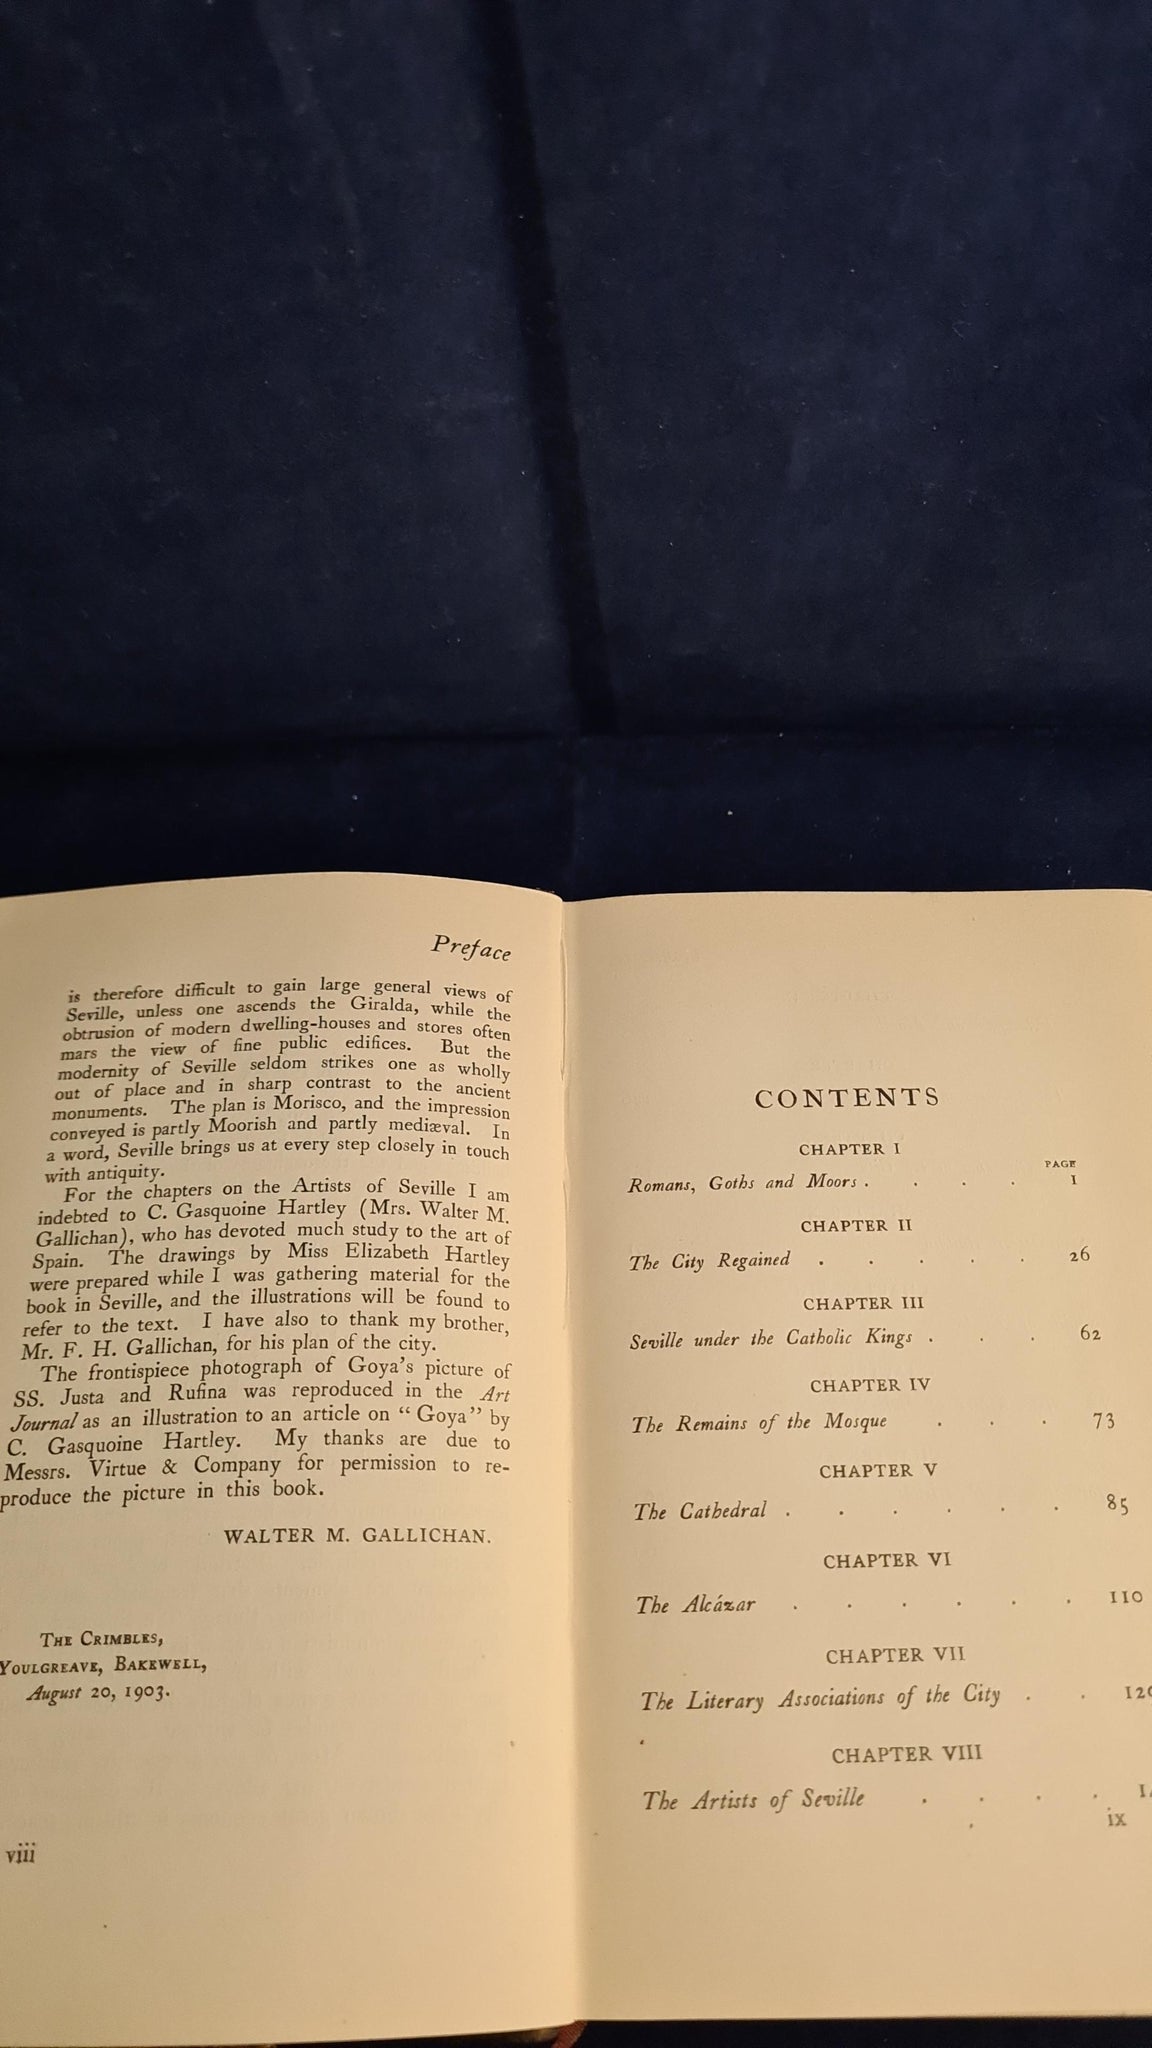 Preface
is therefore difficult to gain large general views of
Seville, unless one ascends the Giralda, while the
obtrusion of modern dwelling-houses and stores often
mars the view of fine public edifices. But the
modernity of Seville seldom strikes one as wholly
out of place and in sharp contrast to the ancient
monuments. The plan is Morisco, and the impression
conveyed is partly Moorish and partly mediæval. In
a word, Seville brings us at every step closely in touch
with antiquity.
For the chapters on the Artists of Seville I am
indebted to C. Gasquoine Hartley (Mrs. Walter M.
Gallichan), who has devoted much study to the art of
Spain. The drawings by Miss Elizabeth Hartley
were prepared while I was gathering material for the
book in Seville, and the illustrations will be found to
refer to the text. I have also to thank my brother,
Mr. F. H. Gallichan, for his plan of the city.
The frontispiece photograph of Goya's picture of
SS. Justa and Rufina was reproduced in the Art
Journal as an illustration to an article on “Goya” by
C. Gasquoine Hartley. My thanks are due to
Messrs. Virtue & Company for permission to re-
produce the picture in this book.
WALTER M. GALLICHAN.
THE CRIMBLES,
YOULGREAVE, BAKEWELL,
August 20, 1903.
viii
CONTENTS
CHAPTER I
PAGE
Romans, Goths and Moors . . . . 1
CHAPTER II
The City Regained . . . . . 26
CHAPTER III
Seville under the Catholic Kings . . . 62
CHAPTER IV
The Remains of the Mosque . . . 73
CHAPTER V
The Cathedral . . . . . . 85
CHAPTER VI
The Alcázar . . . . . . 110
CHAPTER VII
The Literary Associations of the City . .
CHAPTER VIII
The Artists of Seville . . . .
ix